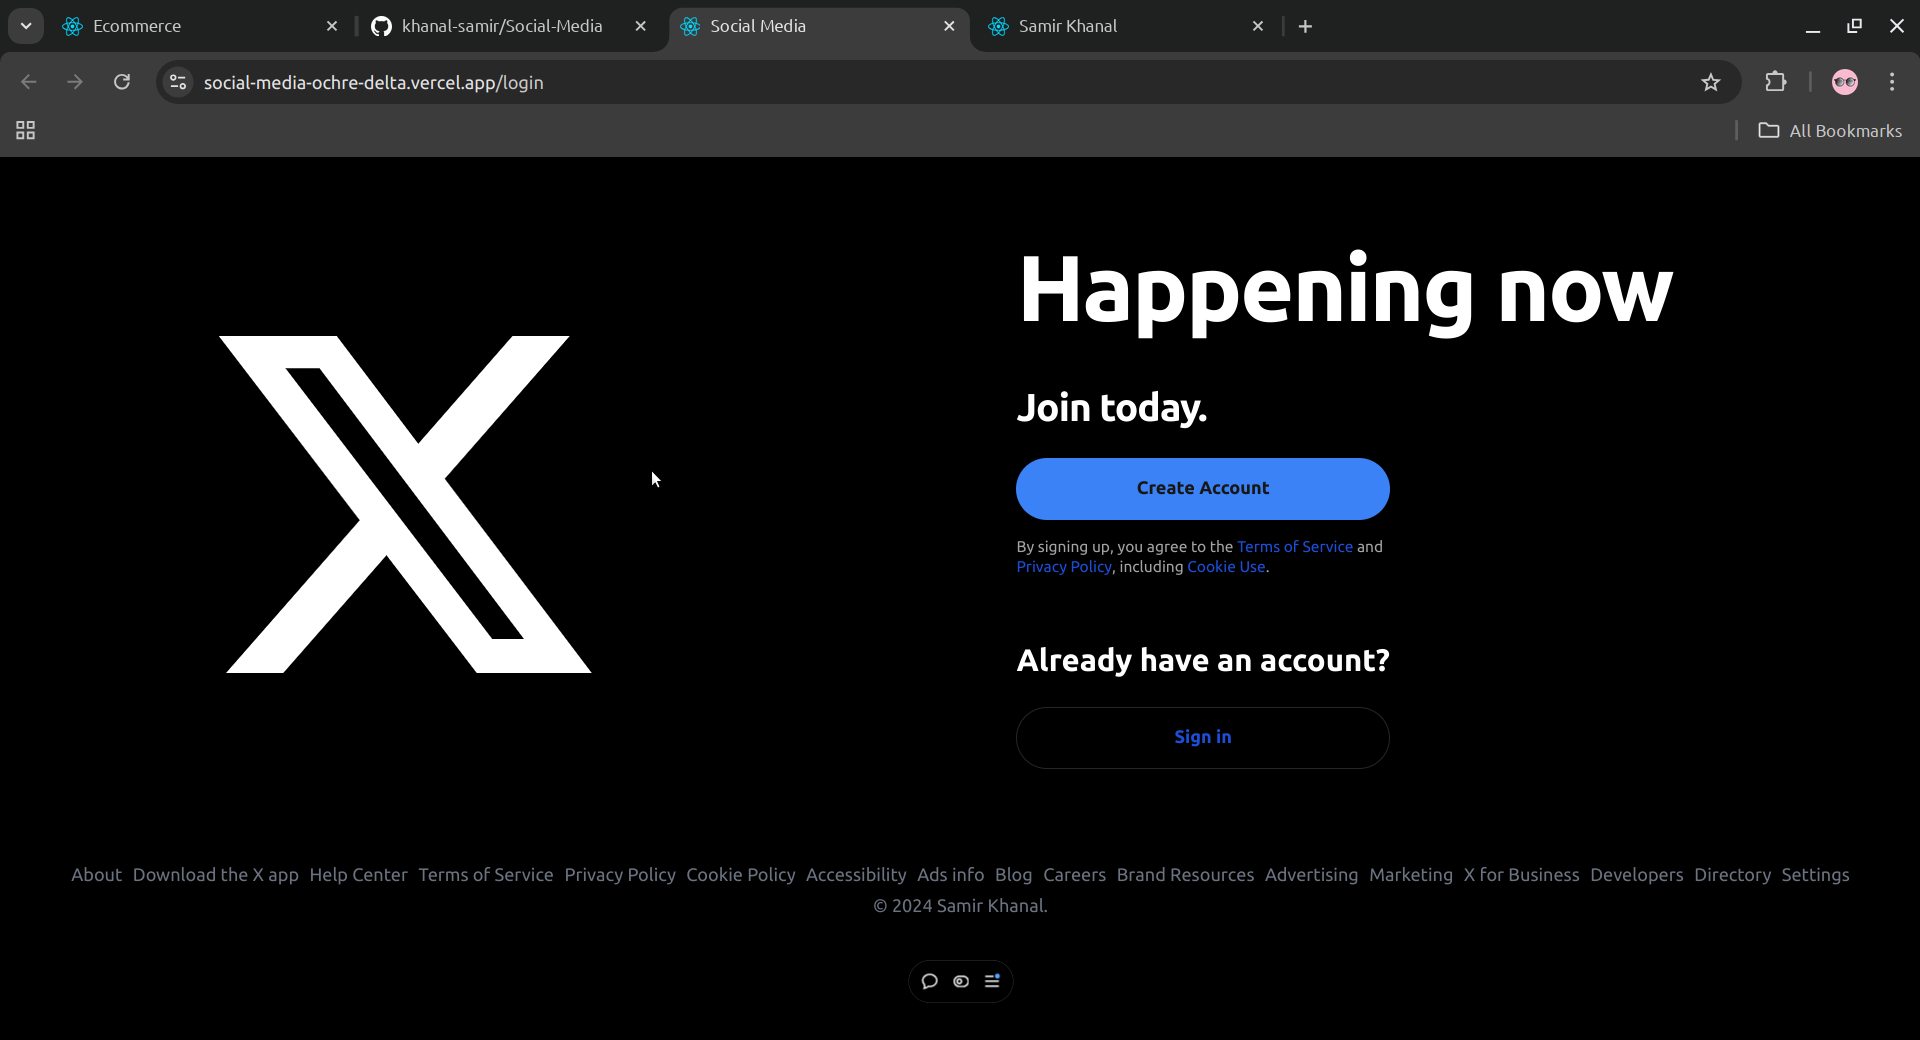 Ecommerce
khanal-samir/Social-Media
Social Media
Samir Khanal
social-media-ochre-delta.vercel.app/login
All Bookmarks
X
Happening now
Join today.
Create Account
By signing up, you agree to the Terms of Service and
Privacy Policy, including Cookie Use.
Already have an account?
Sign in
About Download the X app Help Center Terms of Service Privacy Policy Cookie Policy Accessibility Ads info Blog Careers Brand Resources Advertising Marketing X for Business Developers Directory Settings
© 2024 Samir Khanal.